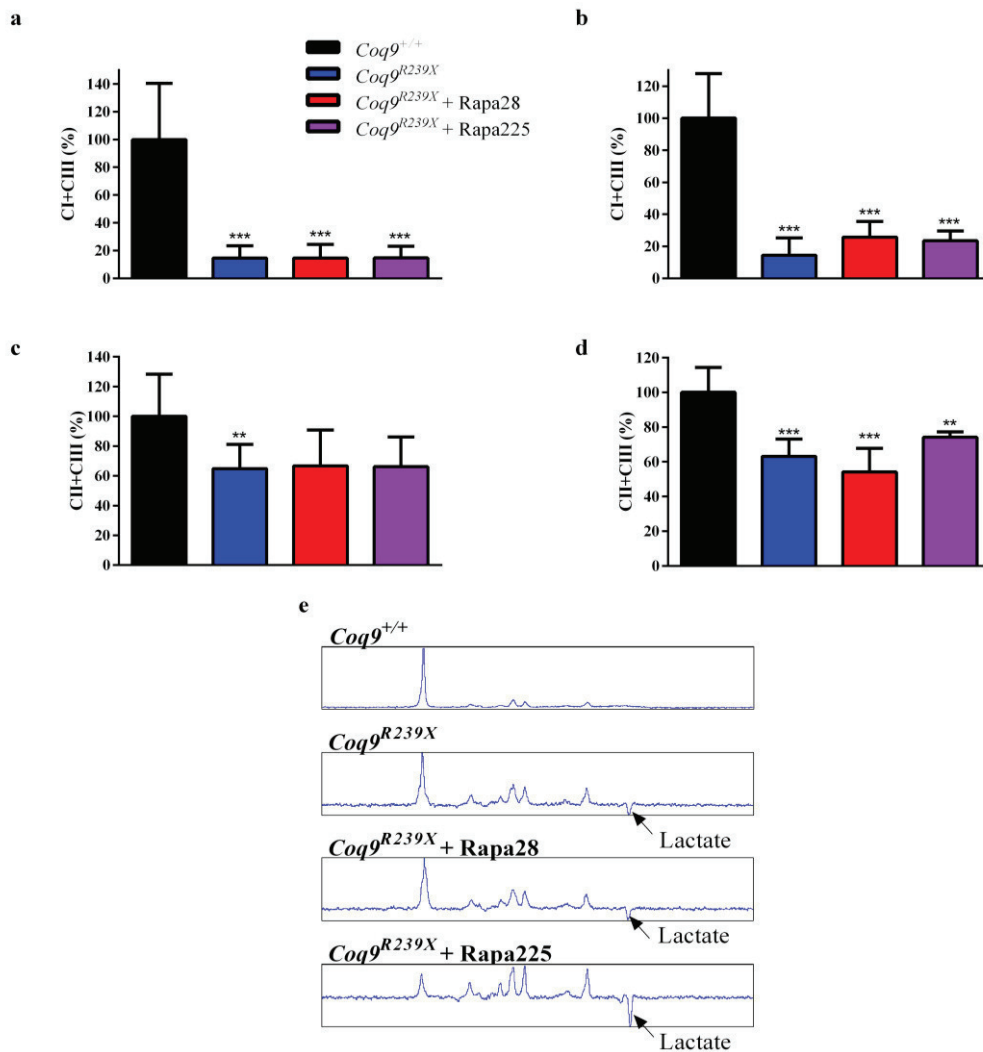 a
Coq9+/+
Coq9R239X
Coq9R239X + Rapa28
Coq9R239X + Rapa225
CI+CIII (%)
140
120
100
80
60
40
20
0
***
***
***
b
CI+CIII (%)
120
100
80
60
40
20
0
***
***
***
c
CII+CIII (%)
140
120
100
80
60
40
20
0
**
d
CII+CIII (%)
120
100
80
60
40
20
0
***
***
**
e
Coq9+/+
Coq9R239X
Lactate
Coq9R239X + Rapa28
Lactate
Coq9R239X + Rapa225
Lactate